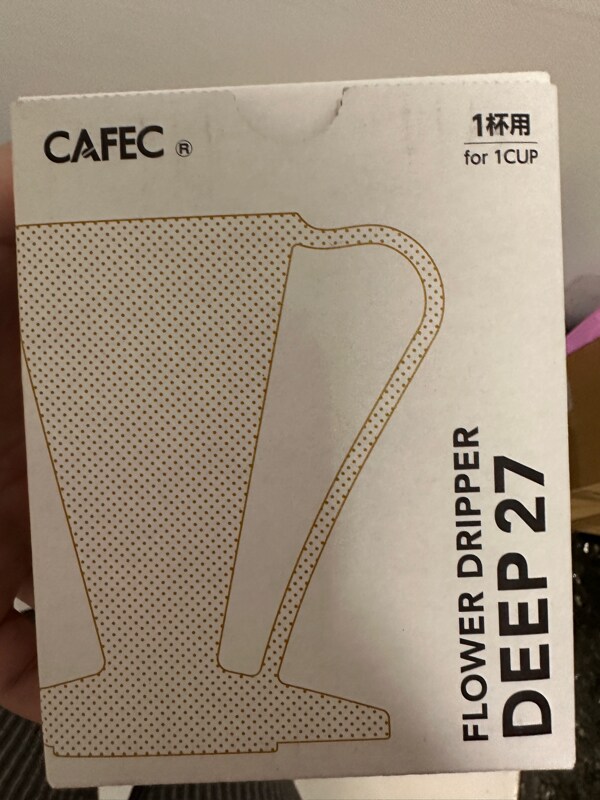 CAFEC ®
1杯用
for 1CUP
FLOWER DRIPPER
DEEP 27